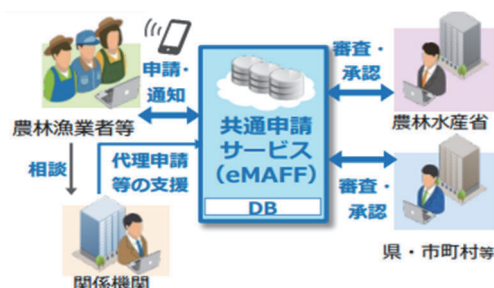 申請・
通知
農林漁業者等
相談
代理申請
等の支援
関係機関
共通申請
サービス
（eMAFF）
DB
審査・
承認
農林水産省
審査・
承認
県・市町村等